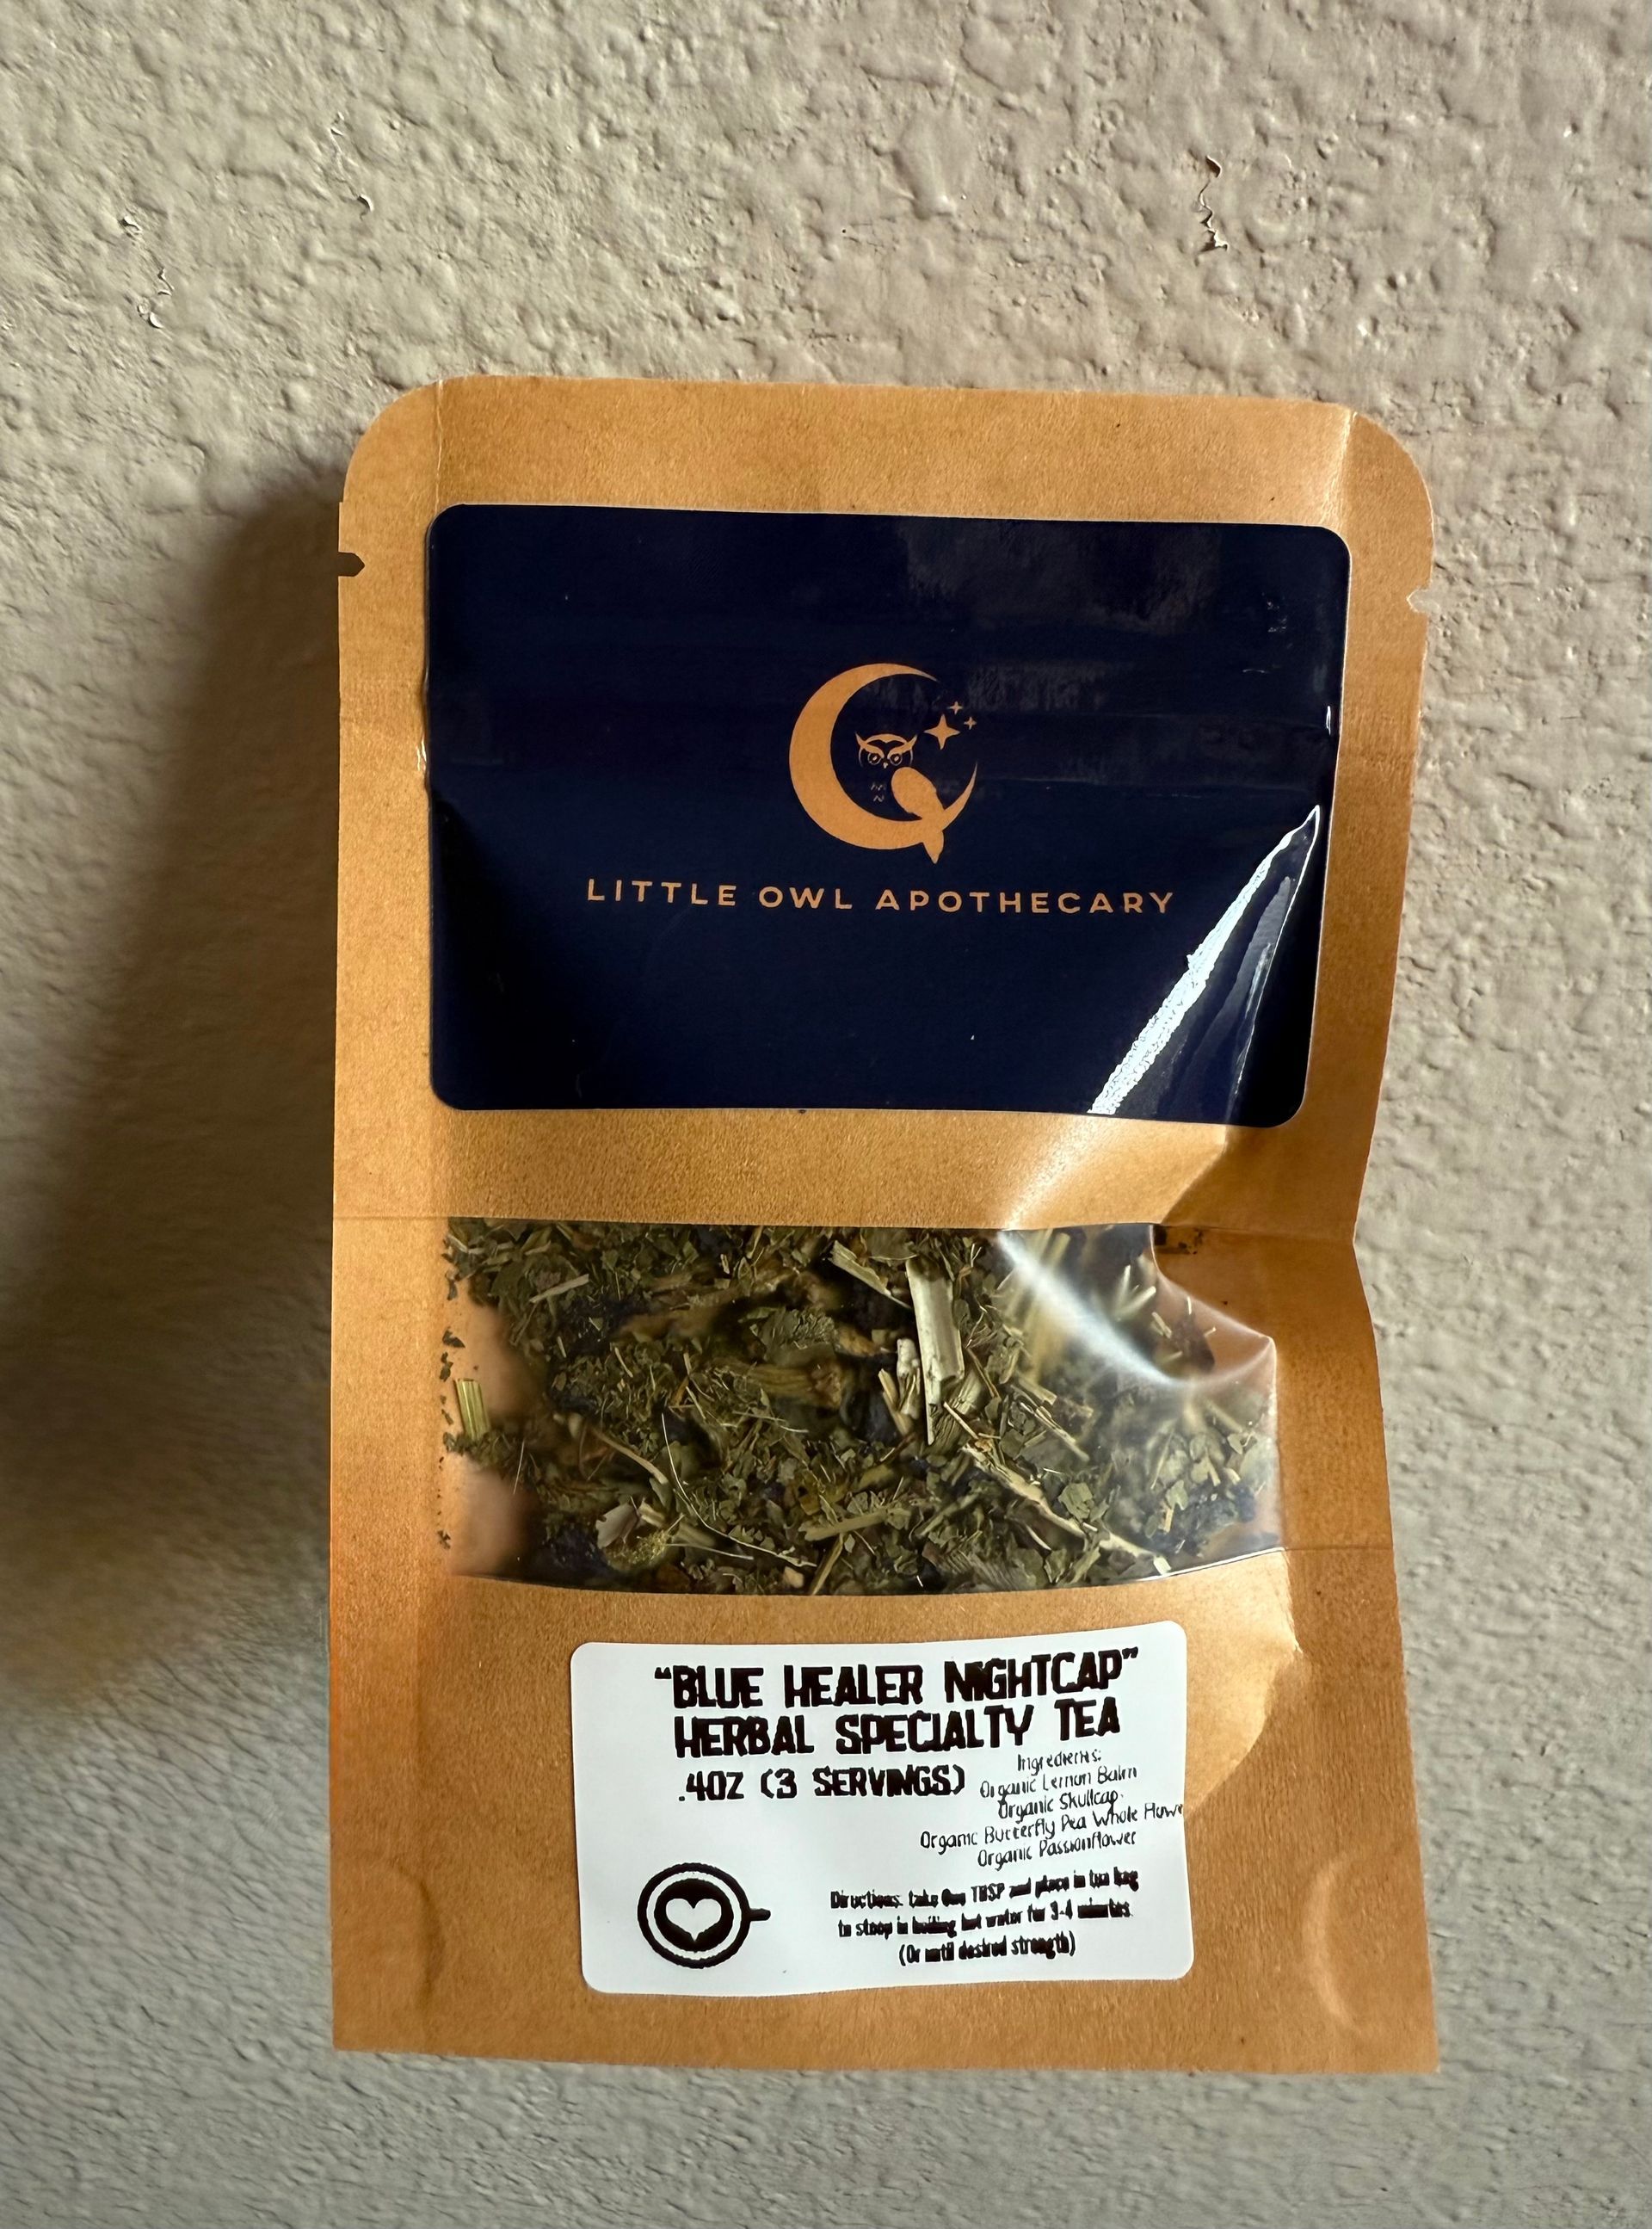 LITTLE OWL APOTHECARY
“BLUE HEALER NIGHTCAP”
HERBAL SPECIALTY TEA
.4OZ (3 SERVINGS)
Ingredients:
Organic Lemon Balm
Organic Skullcap
Organic Butterfly Pea Whole Flowe
Organic Passionflower
Directions: take One TBSP and place in tea bag
to steep in boiling hot water for 3-4 minutes.
(Or until desired strength)